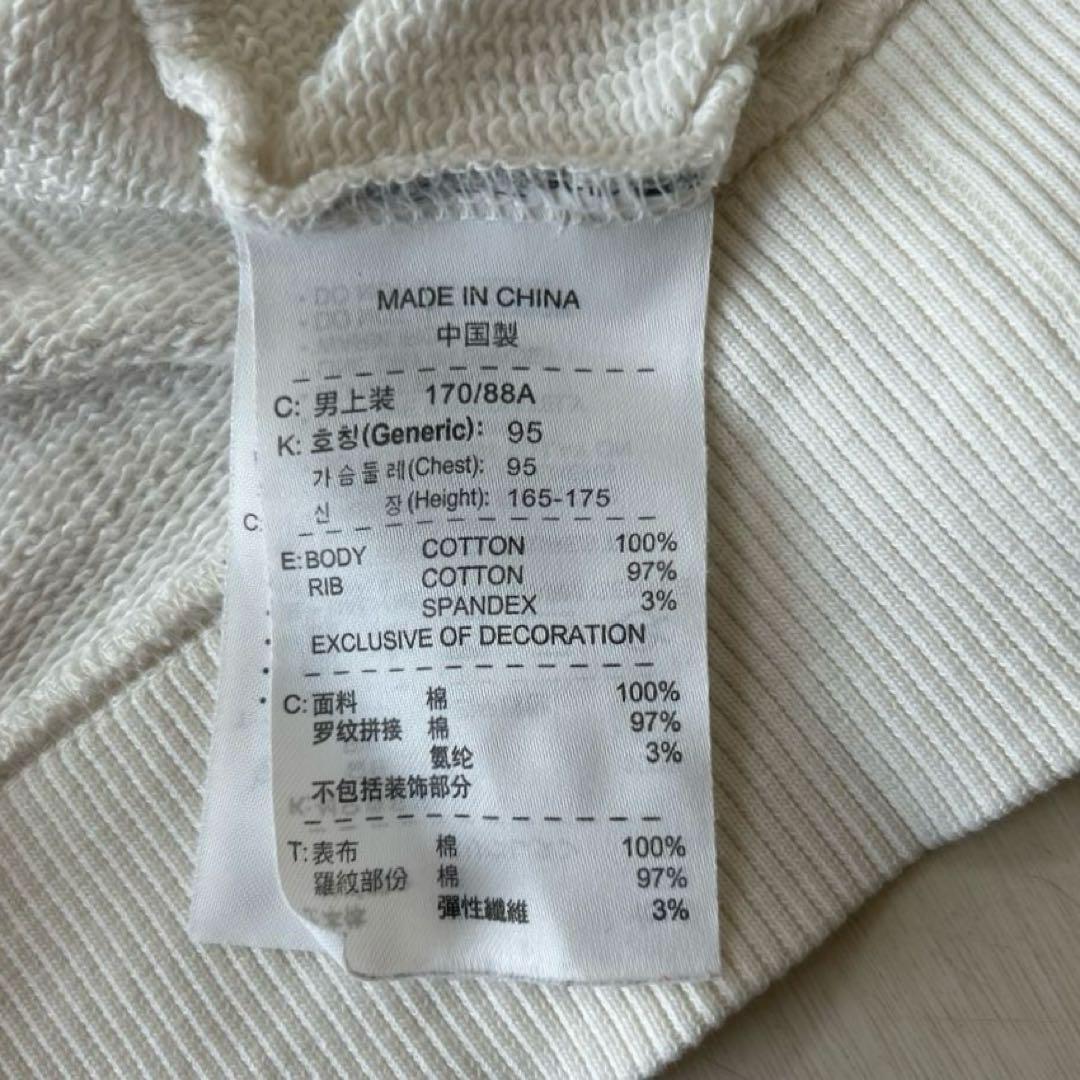 MADE IN CHINA
中国製
C: 男上装 170/88A
K: 호칭(Generic): 95
가슴둘레(Chest): 95
신 장(Height): 165-175
E: BODY COTTON 100%
RIB COTTON 97%
SPANDEX 3%
EXCLUSIVE OF DECORATION
C: 面料 棉 100%
罗纹拼接 棉 97%
氨纶 3%
不包括装饰部分
T: 表布 棉 100%
羅紋部份 棉 97%
彈性纖維 3%
C: